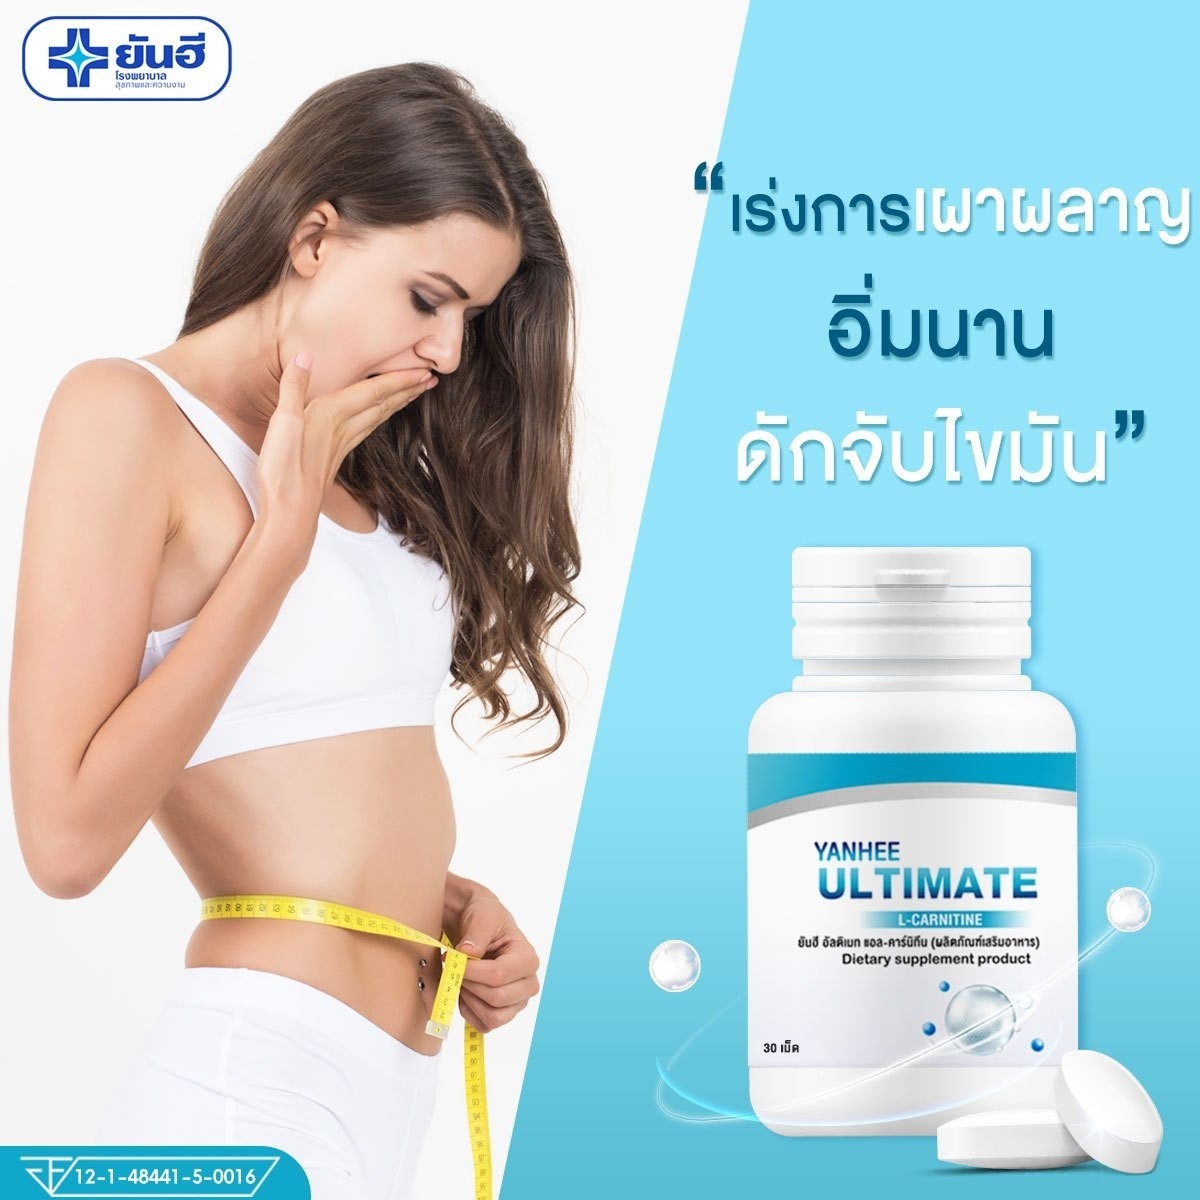 ยันฮี
โรงพยาบาล
สุขภาพและความงาม
“เร่งการเผาผลาญ
อิ่มนาน
ดักจับไขมัน”
YANHEE
ULTIMATE
L-CARNITINE
ยันฮี อัลติเมท แอล-คาร์นิทีน (ผลิตภัณฑ์เสริมอาหาร)
Dietary supplement product
30 เม็ด
12-1-48441-5-0016